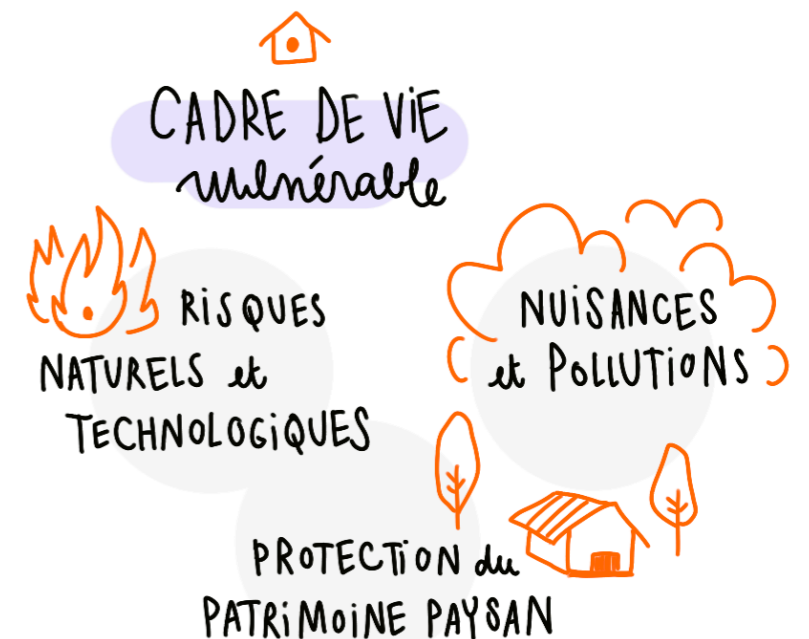 CADRE DE ViE
vulnérable
RiSQUES
NATURELS et
TECHNOLOGiQUES
NUiSANCES
et POLLUTiONS
PROTECTiON du
PATRiMOiNE PAYSAN